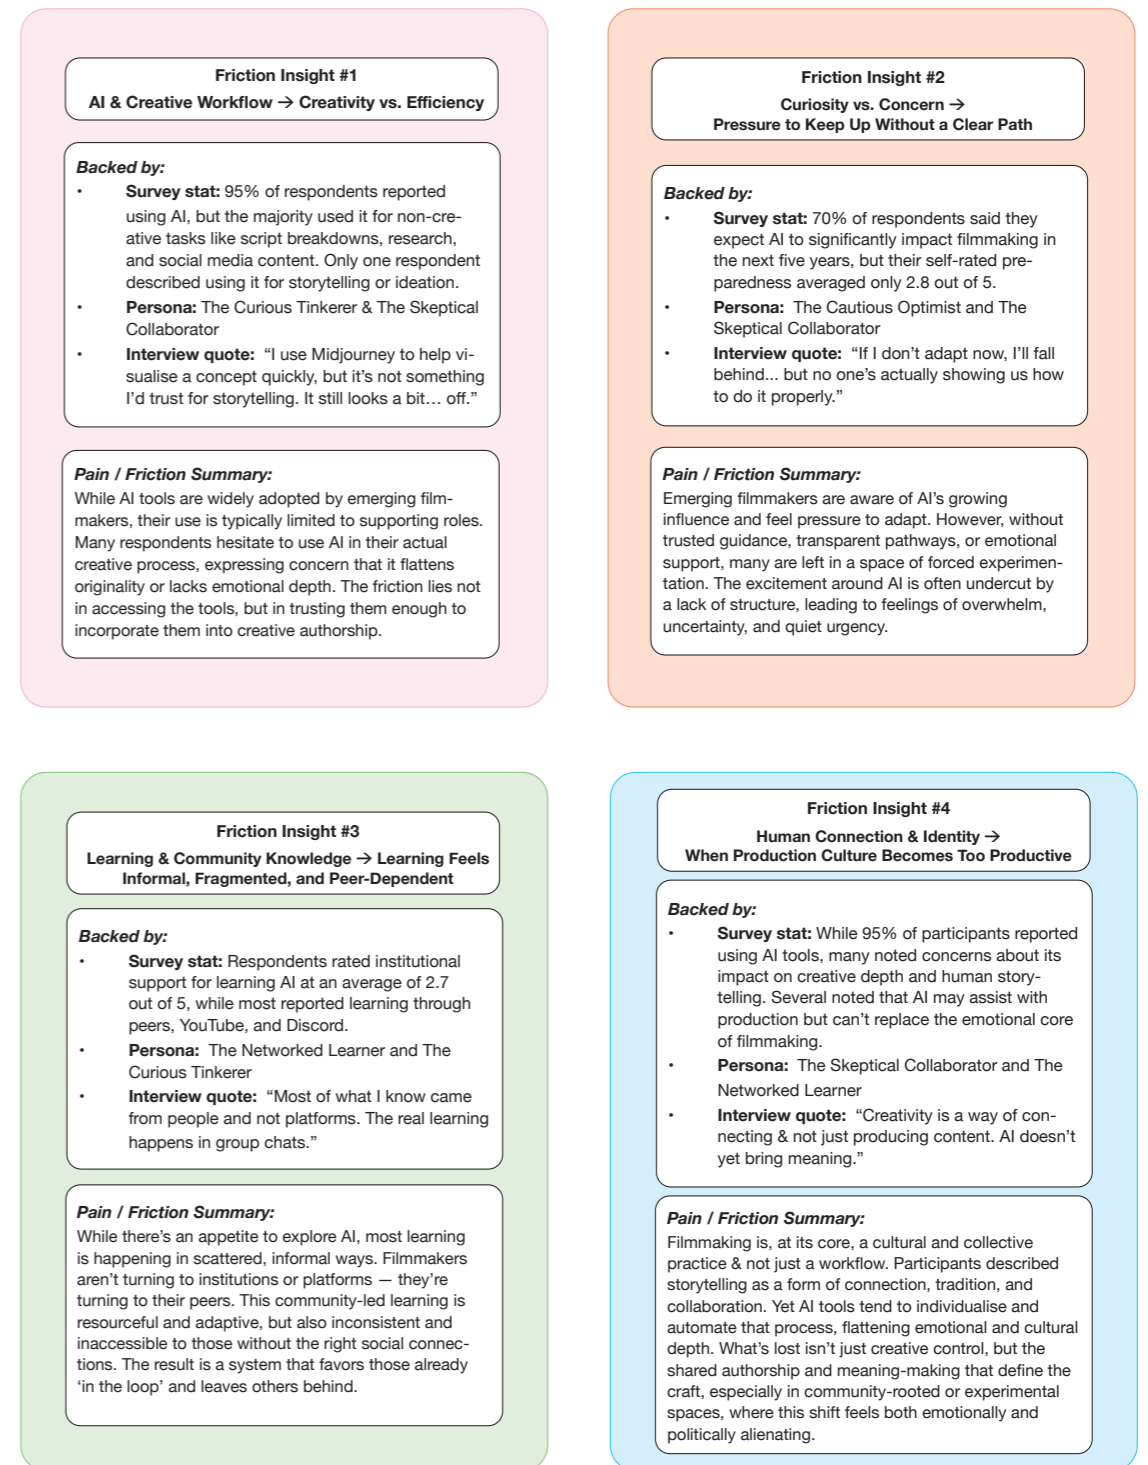 Friction Insight #1
AI & Creative Workflow → Creativity vs. Efficiency
Backed by:
• Survey stat: 95% of respondents reported
using AI, but the majority used it for non-cre-
ative tasks like script breakdowns, research,
and social media content. Only one respondent
described using it for storytelling or ideation.
• Persona: The Curious Tinkerer & The Skeptical
Collaborator
• Interview quote: “I use Midjourney to help vi-
sualise a concept quickly, but it’s not something
I’d trust for storytelling. It still looks a bit… off.”
Pain / Friction Summary:
While AI tools are widely adopted by emerging film-
makers, their use is typically limited to supporting roles.
Many respondents hesitate to use AI in their actual
creative process, expressing concern that it flattens
originality or lacks emotional depth. The friction lies not
in accessing the tools, but in trusting them enough to
incorporate them into creative authorship.
Friction Insight #2
Curiosity vs. Concern →
Pressure to Keep Up Without a Clear Path
Backed by:
• Survey stat: 70% of respondents said they
expect AI to significantly impact filmmaking in
the next five years, but their self-rated pre-
paredness averaged only 2.8 out of 5.
• Persona: The Cautious Optimist and The
Skeptical Collaborator
• Interview quote: “If I don’t adapt now, I’ll fall
behind... but no one’s actually showing us how
to do it properly.”
Pain / Friction Summary:
Emerging filmmakers are aware of AI’s growing
influence and feel pressure to adapt. However, without
trusted guidance, transparent pathways, or emotional
support, many are left in a space of forced experimen-
tation. The excitement around AI is often undercut by
a lack of structure, leading to feelings of overwhelm,
uncertainty, and quiet urgency.
Friction Insight #3
Learning & Community Knowledge → Learning Feels
Informal, Fragmented, and Peer-Dependent
Backed by:
• Survey stat: Respondents rated institutional
support for learning AI at an average of 2.7
out of 5, while most reported learning through
peers, YouTube, and Discord.
• Persona: The Networked Learner and The
Curious Tinkerer
• Interview quote: “Most of what I know came
from people and not platforms. The real learning
happens in group chats.”
Pain / Friction Summary:
While there’s an appetite to explore AI, most learning
is happening in scattered, informal ways. Filmmakers
aren’t turning to institutions or platforms — they’re
turning to their peers. This community-led learning is
resourceful and adaptive, but also inconsistent and
inaccessible to those without the right social connec-
tions. The result is a system that favors those already
‘in the loop’ and leaves others behind.
Friction Insight #4
Human Connection & Identity →
When Production Culture Becomes Too Productive
Backed by:
• Survey stat: While 95% of participants reported
using AI tools, many noted concerns about its
impact on creative depth and human story-
telling. Several noted that AI may assist with
production but can’t replace the emotional core
of filmmaking.
• Persona: The Skeptical Collaborator and The
Networked Learner
• Interview quote: “Creativity is a way of con-
necting & not just producing content. AI doesn’t
yet bring meaning.”
Pain / Friction Summary:
Filmmaking is, at its core, a cultural and collective
practice & not just a workflow. Participants described
storytelling as a form of connection, tradition, and
collaboration. Yet AI tools tend to individualise and
automate that process, flattening emotional and cultural
depth. What’s lost isn’t just creative control, but the
shared authorship and meaning-making that define the
craft, especially in community-rooted or experimental
spaces, where this shift feels both emotionally and
politically alienating.